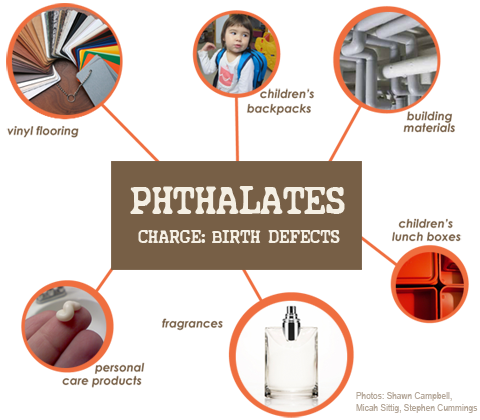 vinyl flooring
children's
backpacks
building
materials
PHTHALATES
CHARGE: BIRTH DEFECTS
children's
lunch boxes
fragrances
personal
care products
Photos: Shawn Campbell,
Micah Sittig, Stephen Cummings